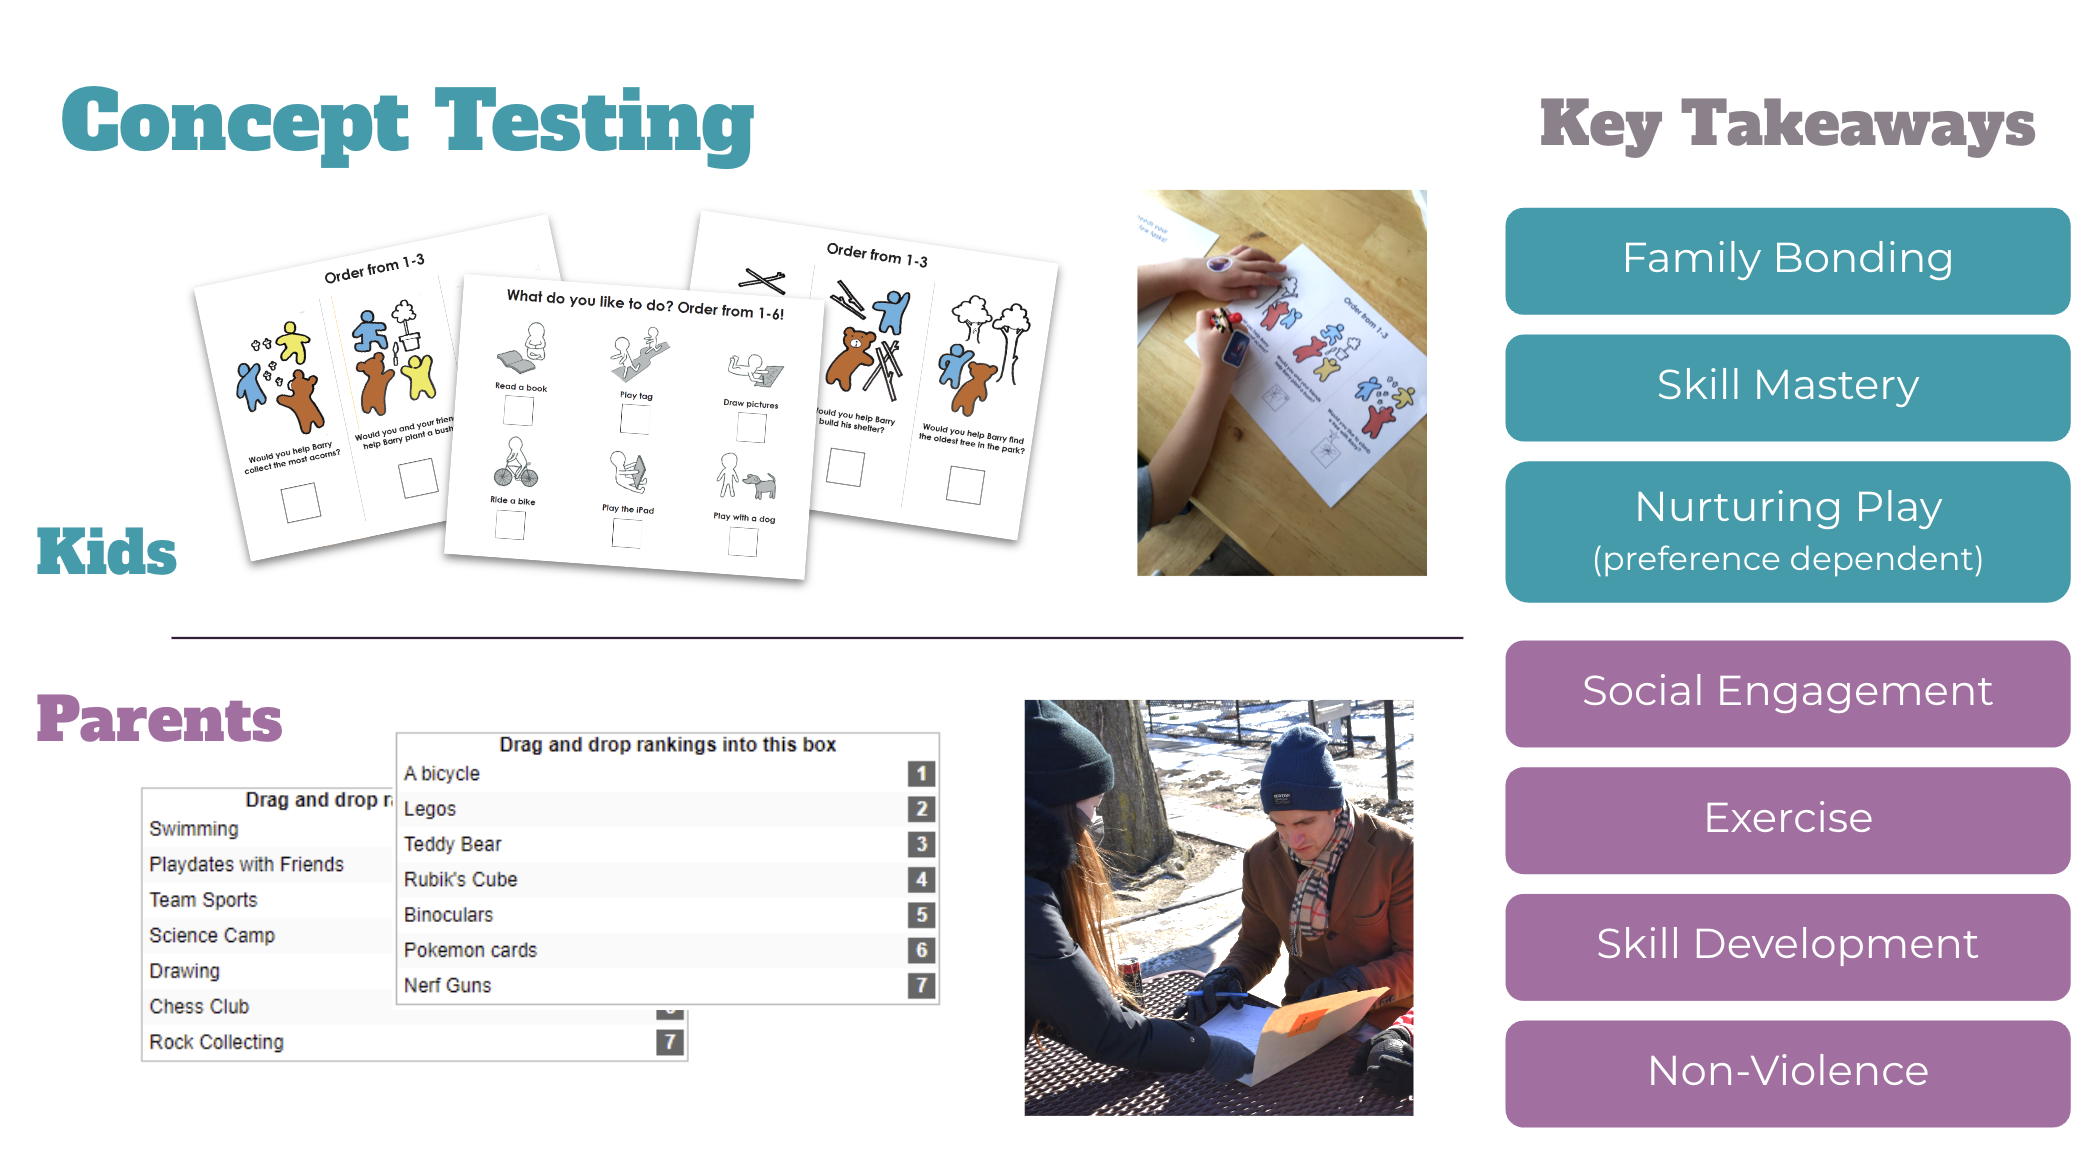 Concept Testing
Key Takeaways
Order from 1-3
Would you help Barry
collect the most acorns?
Would you and your frien
help Barry plant a bush
What do you like to do? Order from 1-6!
Read a book
Play tag
Draw pictures
Ride a bike
Play the iPad
Play with a dog
Order from 1-3
ould you help Barry
build his shelter?
Would you help Barry find
the oldest tree in the park?
Order from 1-3
Kids
Family Bonding
Skill Mastery
Nurturing Play
(preference dependent)
Parents
Drag and drop r
Swimming
Playdates with Friends
Team Sports
Science Camp
Drawing
Chess Club
Rock Collecting 7
Drag and drop rankings into this box
A bicycle 1
Legos 2
Teddy Bear 3
Rubik's Cube 4
Binoculars 5
Pokemon cards 6
Nerf Guns 7
Social Engagement
Exercise
Skill Development
Non-Violence